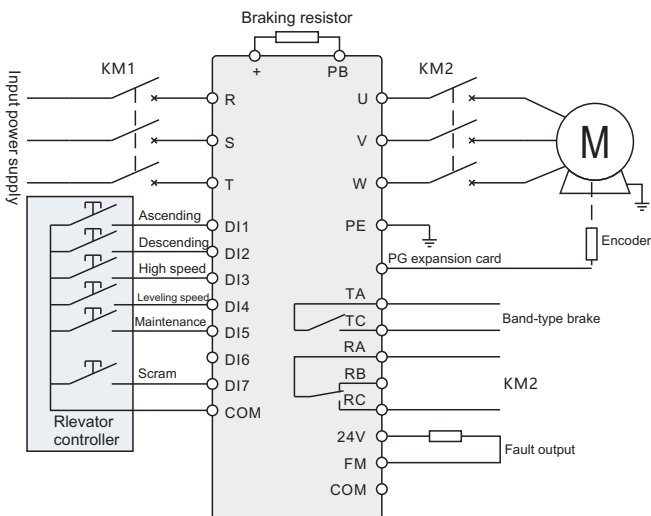 Braking resistor
+
PB
KM1
KM2
Input power supply
R
S
T
U
V
W
M
PE
Encoder
PG expansion card
Ascending
DI1
Descending
DI2
High speed
DI3
Leveling speed
DI4
Maintenance
DI5
DI6
Scram
DI7
COM
Rlevator
controller
TA
TC
Band-type brake
RA
RB
RC
KM2
24V
FM
Fault output
COM